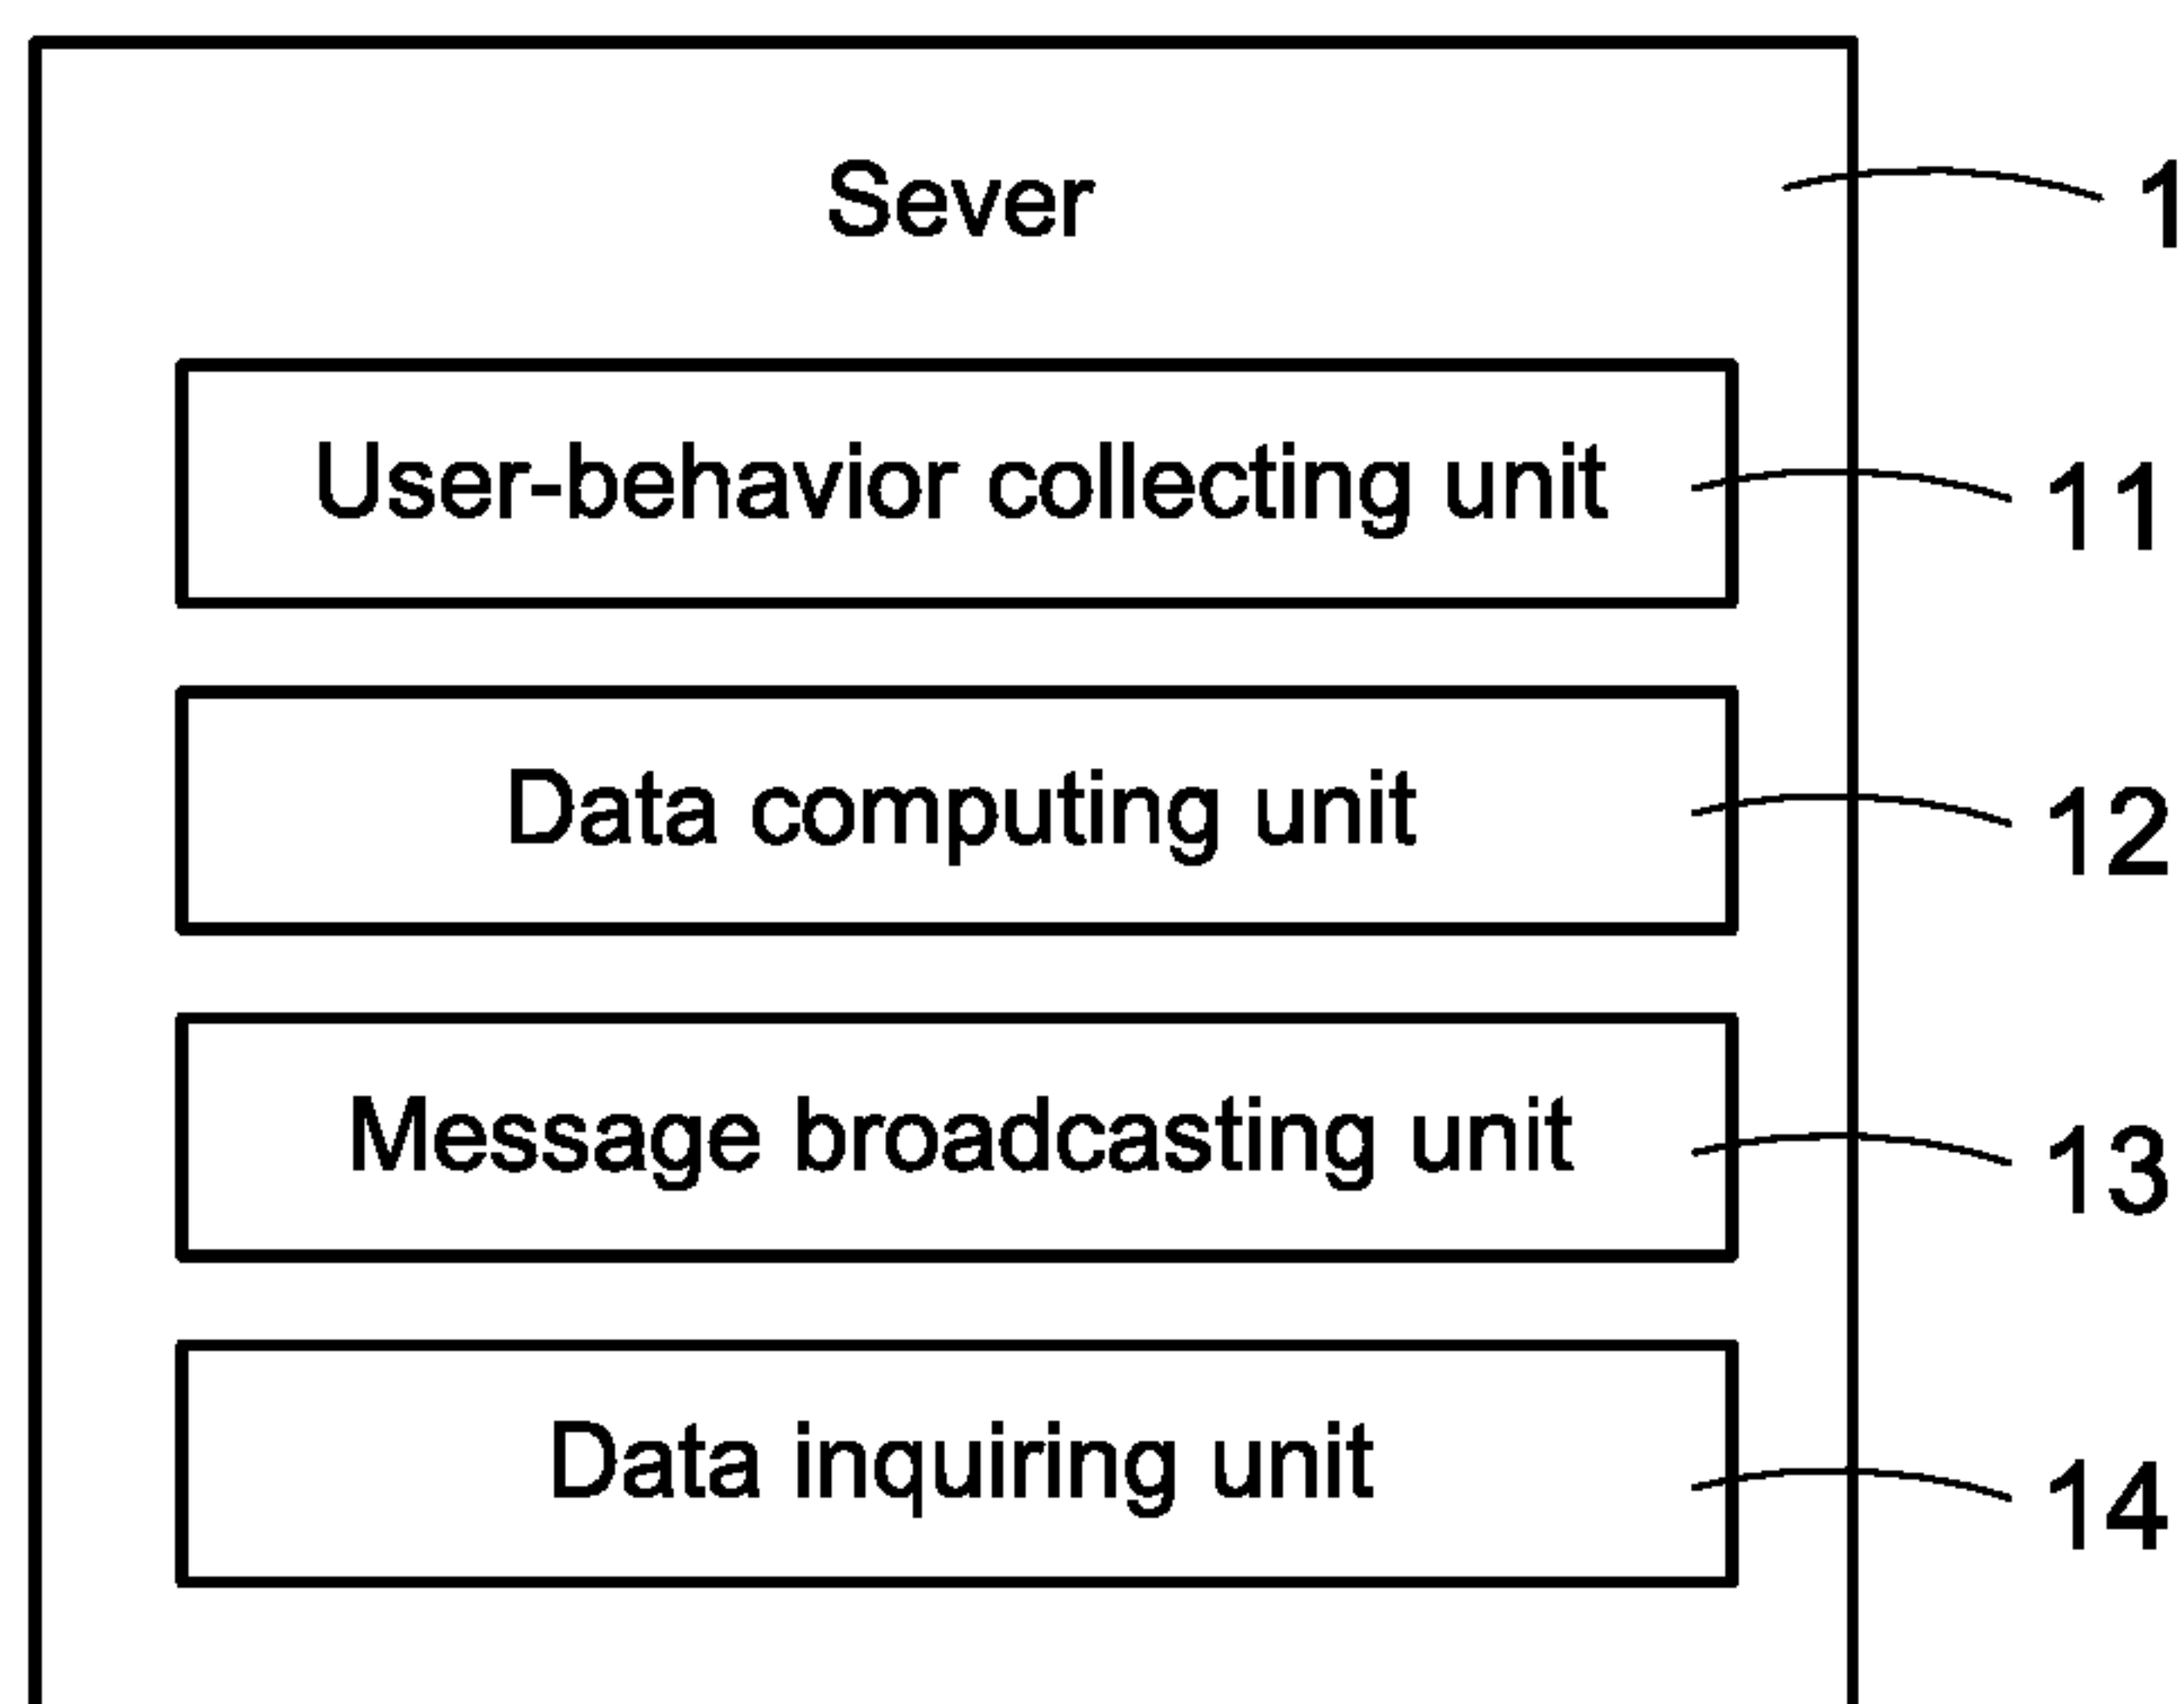 Sever 1
User-behavior collecting unit 11
Data computing unit 12
Message broadcasting unit 13
Data inquiring unit 14